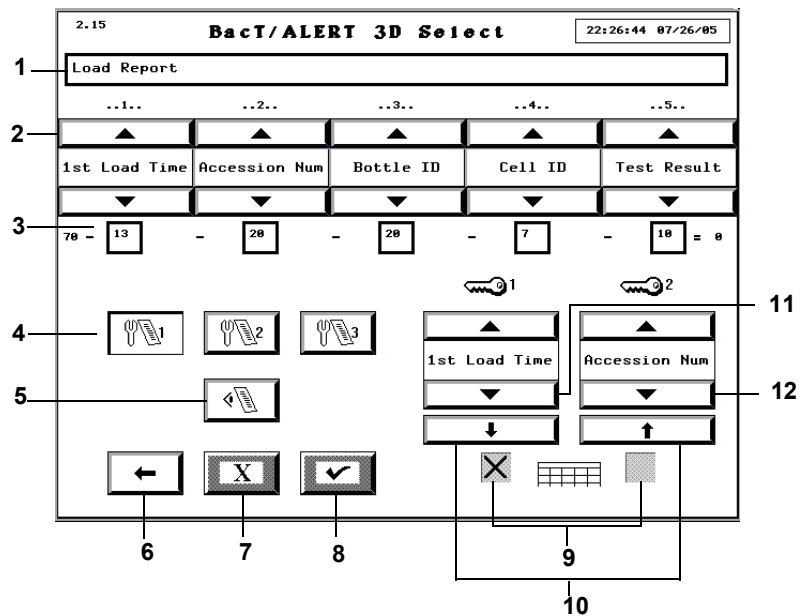 2.15
BacT/ALERT 3D Select
22:26:44 07/26/05
1
Load Report
..1.. ..2.. ..3.. ..4.. ..5..
2
1st Load Time Accession Num Bottle ID Cell ID Test Result
3
70 - 13 - 20 - 20 - 7 - 10 = 0
1 2
11
4
1 2 3
1st Load Time Accession Num
5
12
X
6 7 8 9
10